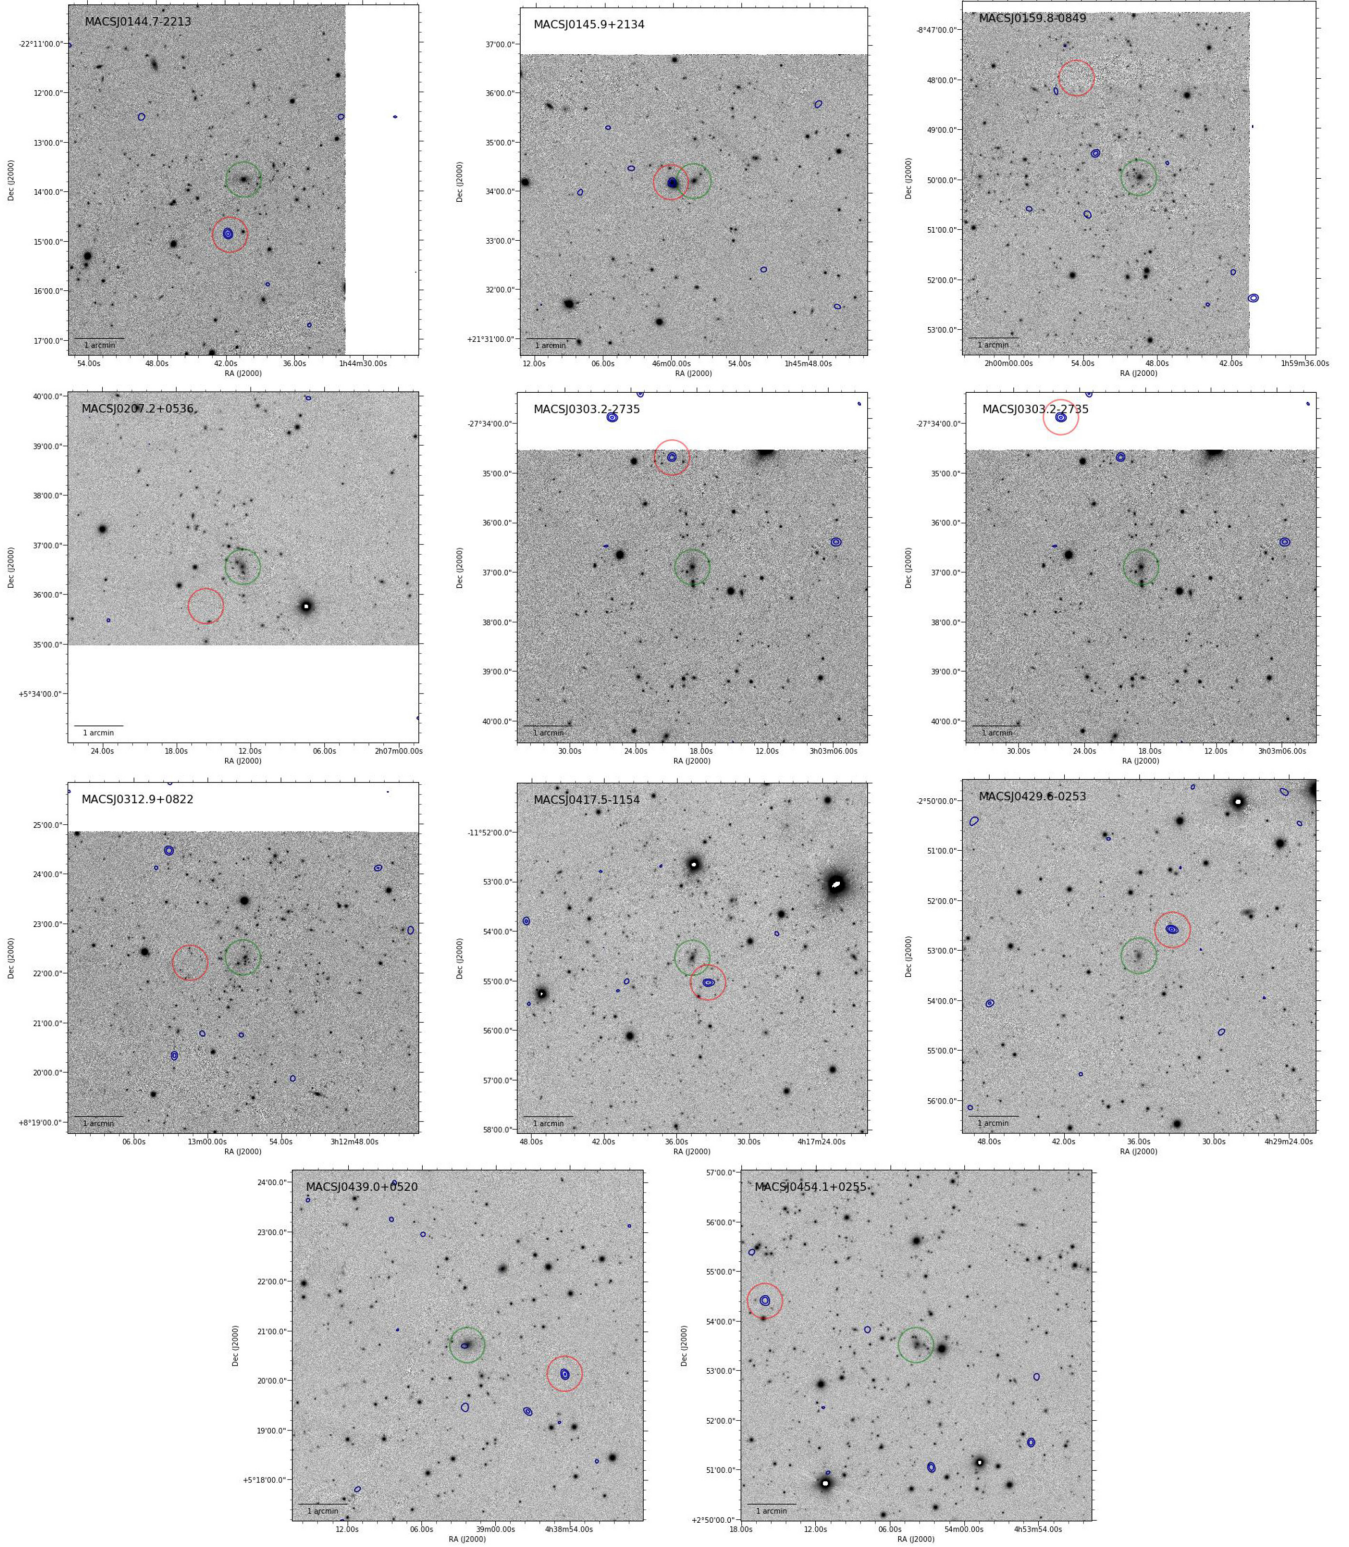 MACSJ0144.7-2213
-22°11'00.0"
12'00.0"
13'00.0"
14'00.0"
15'00.0"
16'00.0"
17'00.0"
Dec (J2000)
1 arcmin
54.00s 48.00s 42.00s 36.00s 1h44m30.00s
RA (J2000)
MACSJ0145.9+2134
37'00.0"
36'00.0"
35'00.0"
34'00.0"
33'00.0"
32'00.0"
+21°31'00.0"
Dec (J2000)
1 arcmin
12.00s 06.00s 46m00.00s 54.00s 1h45m48.00s
RA (J2000)
MACSJ0159.8-0849
-8°47'00.0"
48'00.0"
49'00.0"
50'00.0"
51'00.0"
52'00.0"
53'00.0"
Dec (J2000)
1 arcmin
2h00m00.00s 54.00s 48.00s 42.00s 1h59m36.00s
RA (J2000)
MACSJ0207.2+0536
40'00.0"
39'00.0"
38'00.0"
37'00.0"
36'00.0"
35'00.0"
+5°34'00.0"
Dec (J2000)
1 arcmin
24.00s 18.00s 12.00s 06.00s 2h07m00.00s
RA (J2000)
MACSJ0303.2-2735
-27°34'00.0"
35'00.0"
36'00.0"
37'00.0"
38'00.0"
39'00.0"
40'00.0"
Dec (J2000)
1 arcmin
30.00s 24.00s 18.00s 12.00s 3h03m06.00s
RA (J2000)
MACSJ0303.2-2735
-27°34'00.0"
35'00.0"
36'00.0"
37'00.0"
38'00.0"
39'00.0"
40'00.0"
Dec (J2000)
1 arcmin
30.00s 24.00s 18.00s 12.00s 3h03m06.00s
RA (J2000)
MACSJ0312.9+0822
25'00.0"
24'00.0"
23'00.0"
22'00.0"
21'00.0"
20'00.0"
+8°19'00.0"
Dec (J2000)
1 arcmin
06.00s 13m00.00s 54.00s 3h12m48.00s
RA (J2000)
MACSJ0417.5-1154
-11°52'00.0"
53'00.0"
54'00.0"
55'00.0"
56'00.0"
57'00.0"
58'00.0"
Dec (J2000)
1 arcmin
48.00s 42.00s 36.00s 30.00s 4h17m24.00s
RA (J2000)
MACSJ0429.6-0253
-2°50'00.0"
51'00.0"
52'00.0"
53'00.0"
54'00.0"
55'00.0"
56'00.0"
Dec (J2000)
1 arcmin
48.00s 42.00s 36.00s 30.00s 4h29m24.00s
RA (J2000)
MACSJ0439.0+0520
24'00.0"
23'00.0"
22'00.0"
21'00.0"
20'00.0"
19'00.0"
+5°18'00.0"
Dec (J2000)
1 arcmin
12.00s 06.00s 39m00.00s 4h38m54.00s
RA (J2000)
MACSJ0454.1+0255
57'00.0"
56'00.0"
55'00.0"
54'00.0"
53'00.0"
52'00.0"
51'00.0"
+2°50'00.0"
Dec (J2000)
1 arcmin
18.00s 12.00s 06.00s 54m00.00s 4h53m54.00s
RA (J2000)